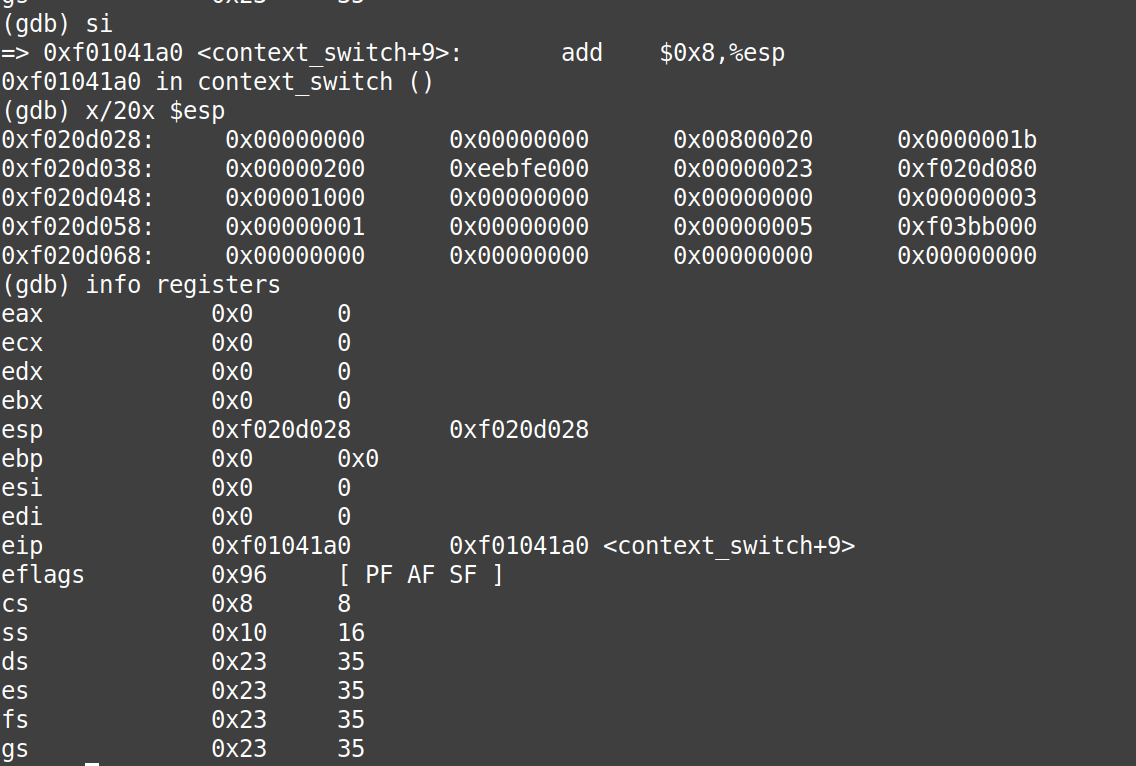 gs 0x23 35
(gdb) si
=> 0xf01041a0 <context_switch+9>: add $0x8,%esp
0xf01041a0 in context_switch ()
(gdb) x/20x $esp
0xf020d028: 0x00000000 0x00000000 0x00800020 0x0000001b
0xf020d038: 0x00000200 0xeebfe000 0x00000023 0xf020d080
0xf020d048: 0x00001000 0x00000000 0x00000000 0x00000003
0xf020d058: 0x00000001 0x00000000 0x00000005 0xf03bb000
0xf020d068: 0x00000000 0x00000000 0x00000000 0x00000000
(gdb) info registers
eax 0x0 0
ecx 0x0 0
edx 0x0 0
ebx 0x0 0
esp 0xf020d028 0xf020d028
ebp 0x0 0x0
esi 0x0 0
edi 0x0 0
eip 0xf01041a0 0xf01041a0 <context_switch+9>
eflags 0x96 [ PF AF SF ]
cs 0x8 8
ss 0x10 16
ds 0x23 35
es 0x23 35
fs 0x23 35
gs 0x23 35